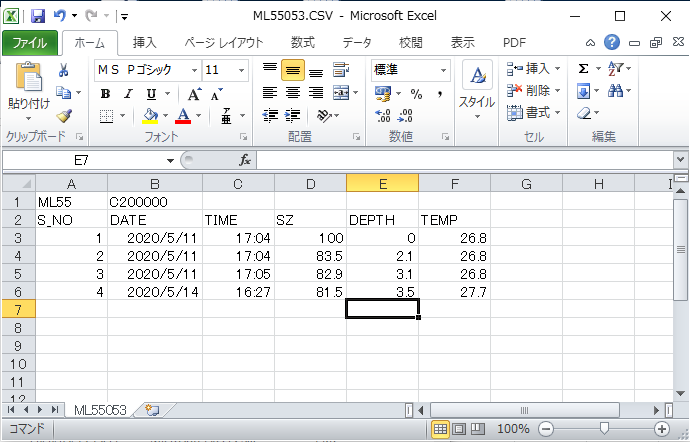 ML55053.CSV - Microsoft Excel
ファイル ホーム 挿入 ページ レイアウト 数式 データ 校閲 表示 PDF
貼り付け
ＭＳ Ｐゴシック 11
B I U A A
A 亜
標準
% ,
スタイル
挿入
削除
書式
Σ
クリップボード フォント 配置 数値 セル 編集
E7 fx
A B C D E F G H I
1 ML55 C200000
2 S_NO DATE TIME SZ DEPTH TEMP
3 1 2020/5/11 17:04 100 0 26.8
4 2 2020/5/11 17:04 83.5 2.1 26.8
5 3 2020/5/11 17:05 82.9 3.1 26.8
6 4 2020/5/14 16:27 81.5 3.5 27.7
7
8
9
10
11
12
ML55053
コマンド 100%